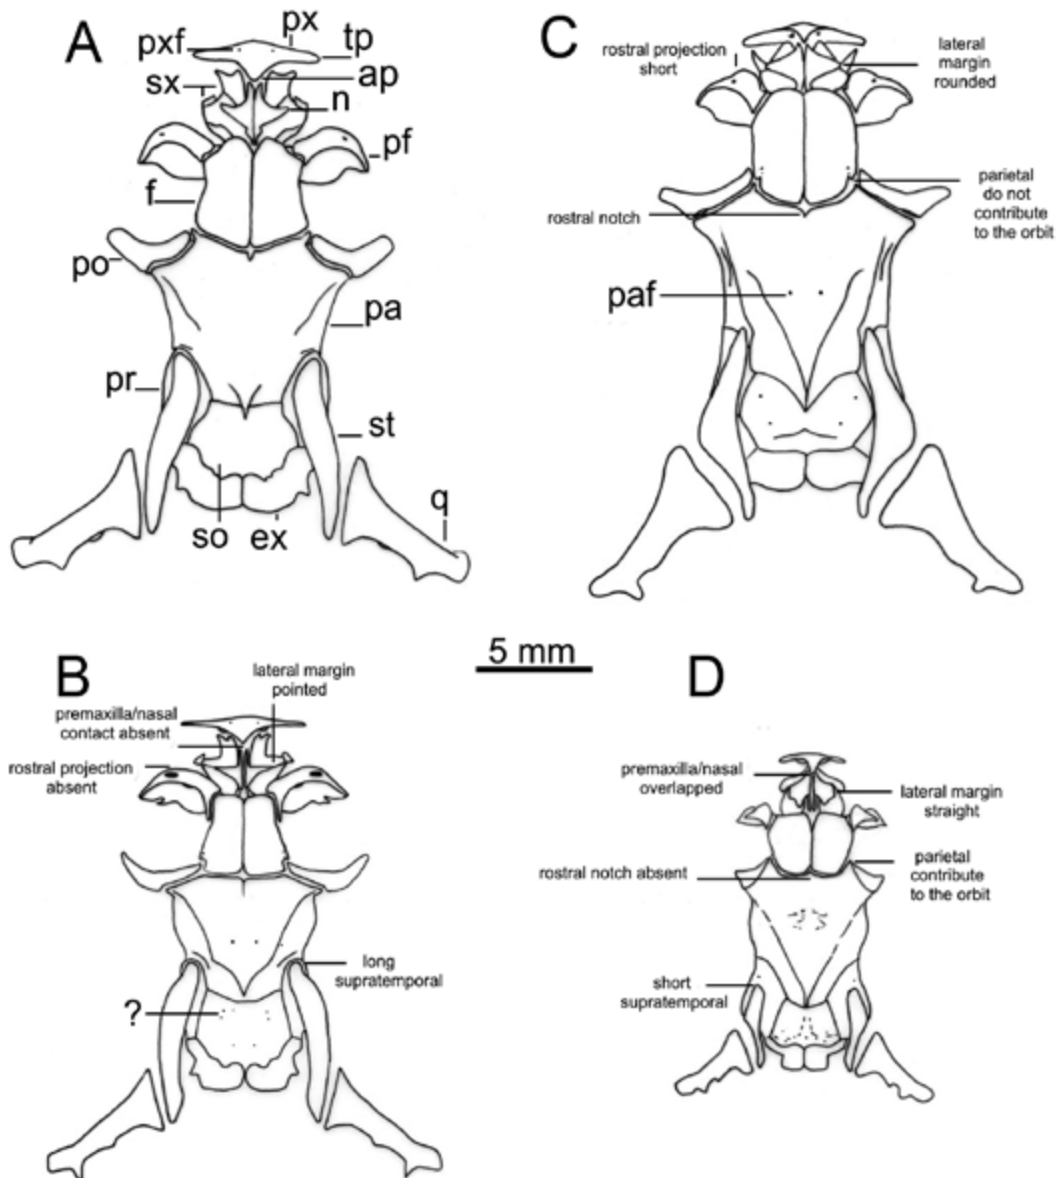 A
pxf
px
tp
sx
ap
n
pf
f
po
pa
pr
st
q
so
ex
C
rostral projection
short
lateral
margin
rounded
rostral notch
parietal
do not
contribute
to the orbit
paf
5 mm
B
lateral margin
pointed
premaxilla/nasal
contact absent
rostral projection
absent
long
supratemporal
?
D
premaxilla/nasal
overlapped
lateral margin
straight
rostral notch absent
parietal
contribute
to the orbit
short
supratemporal